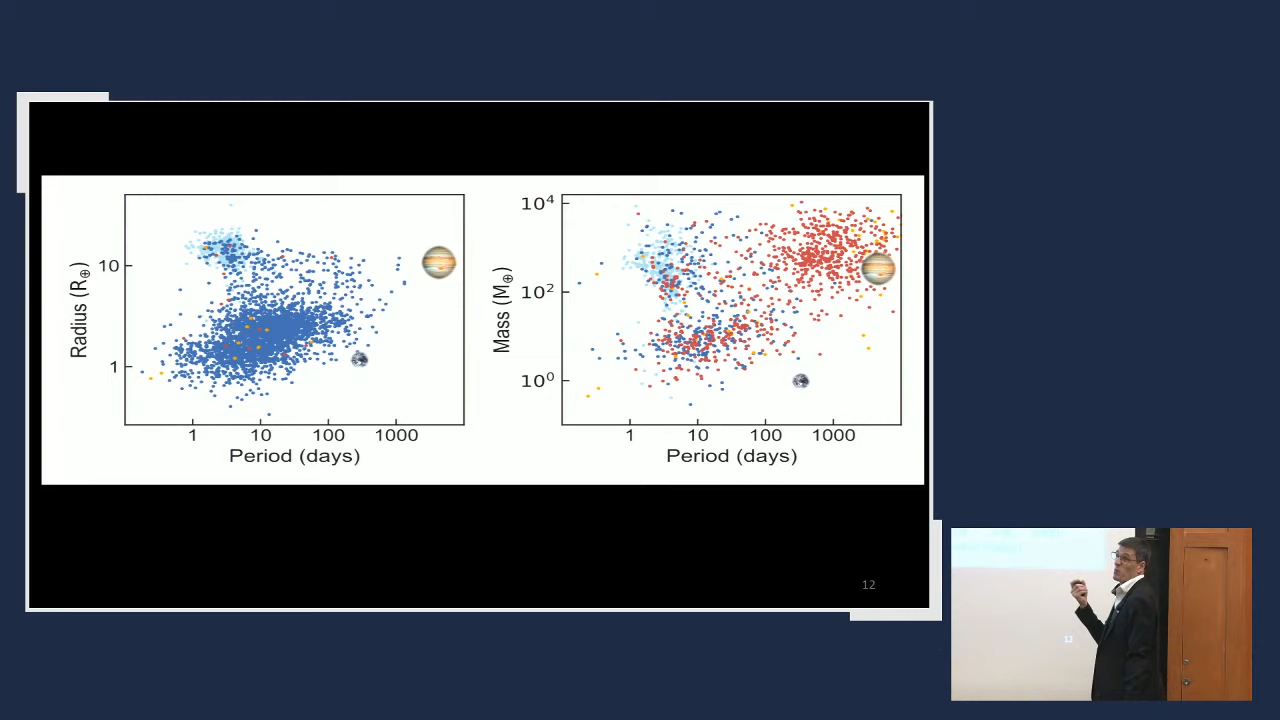 Radius (R⊕)
10
1
1 10 100 1000
Period (days)
Mass (M⊕)
10⁴
10²
10⁰
1 10 100 1000
Period (days)
12
12